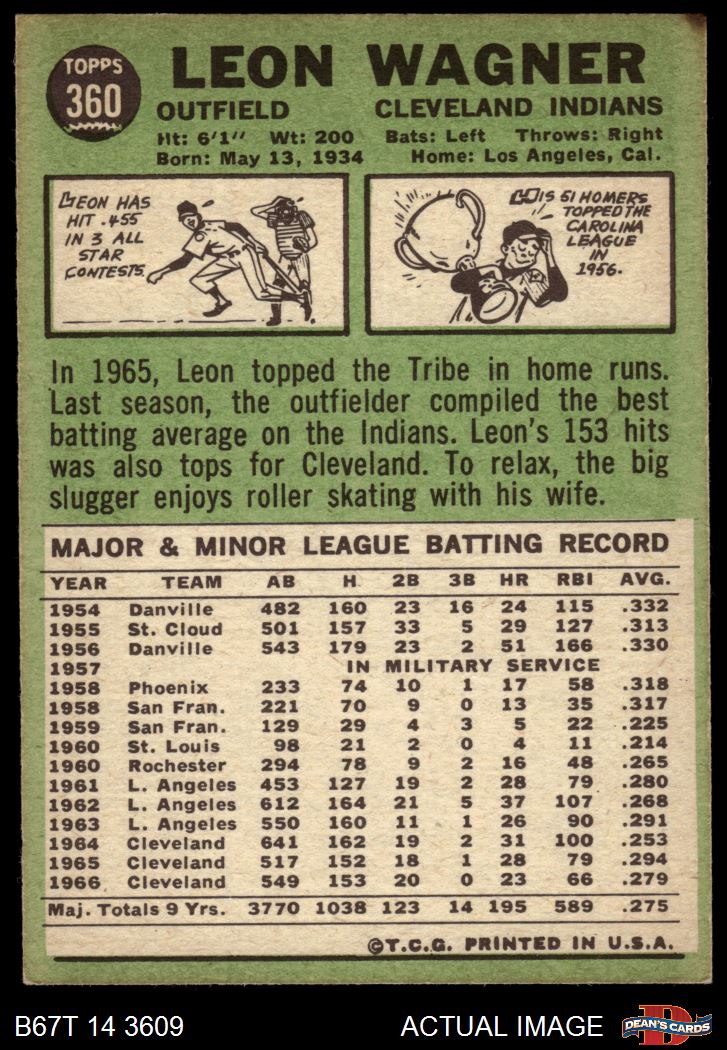 TOPPS
360
LEON WAGNER
OUTFIELD CLEVELAND INDIANS
Ht: 6'1" Wt: 200 Bats: Left Throws: Right
Born: May 13, 1934 Home: Los Angeles, Cal.
LEON HAS
HIT .455
IN 3 ALL
STAR
CONTESTS.
HIS 51 HOMERS
TOPPED THE
CAROLINA
LEAGUE
IN
1956.
In 1965, Leon topped the Tribe in home runs.
Last season, the outfielder compiled the best
batting average on the Indians. Leon's 153 hits
was also tops for Cleveland. To relax, the big
slugger enjoys roller skating with his wife.
MAJOR & MINOR LEAGUE BATTING RECORD
YEAR TEAM AB H 2B 3B HR RBI AVG.
1954 Danville 482 160 23 16 24 115 .332
1955 St. Cloud 501 157 33 5 29 127 .313
1956 Danville 543 179 23 2 51 166 .330
1957 IN MILITARY SERVICE
1958 Phoenix 233 74 10 1 17 58 .318
1958 San Fran. 221 70 9 0 13 35 .317
1959 San Fran. 129 29 4 3 5 22 .225
1960 St. Louis 98 21 2 0 4 11 .214
1960 Rochester 294 78 9 2 16 48 .265
1961 L. Angeles 453 127 19 2 28 79 .280
1962 L. Angeles 612 164 21 5 37 107 .268
1963 L. Angeles 550 160 11 1 26 90 .291
1964 Cleveland 641 162 19 2 31 100 .253
1965 Cleveland 517 152 18 1 28 79 .294
1966 Cleveland 549 153 20 0 23 66 .279
Maj. Totals 9 Yrs. 3770 1038 123 14 195 589 .275
©T.C.G. PRINTED IN U.S.A.
B67T 14 3609 ACTUAL IMAGE
D
DEAN'S CARDS